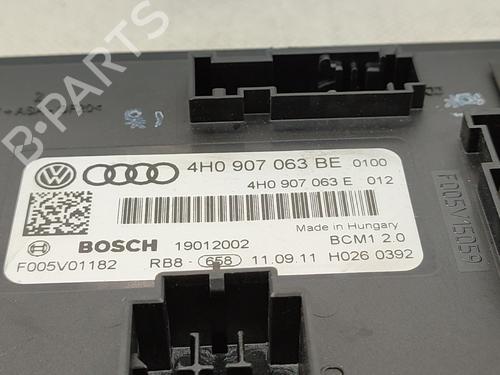 4H0 907 063 BE 0100
4H0 907 063 E 012
Made in Hungary
BOSCH 19012002 BCM1 2.0
F005V01182 RB8- 658 11.09.11 H026 0392
F005V15059
B-PARTS